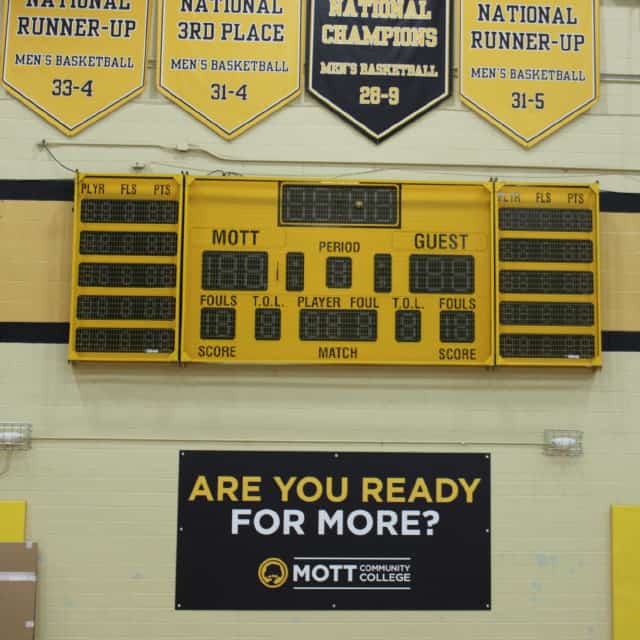 NATIONAL
RUNNER-UP
MEN'S BASKETBALL
33-4
NATIONAL
3RD PLACE
MEN'S BASKETBALL
31-4
NATIONAL
CHAMPIONS
MEN'S BASKETBALL
28-9
NATIONAL
RUNNER-UP
MEN'S BASKETBALL
31-5
PLYR FLS PTS
MOTT
PERIOD
GUEST
FOULS T.O.L. PLAYER FOUL T.O.L. FOULS
SCORE MATCH SCORE
PLYR FLS PTS
ARE YOU READY
FOR MORE?
MOTT COMMUNITY
COLLEGE